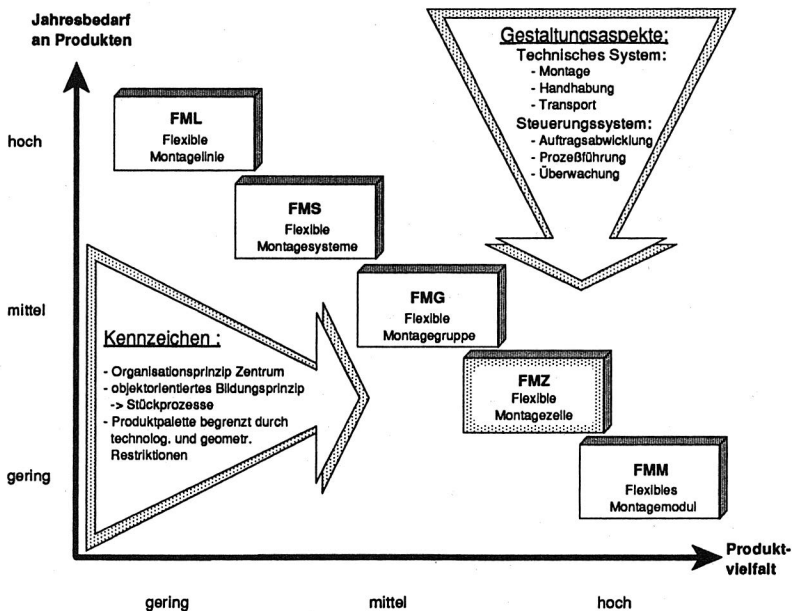 Jahresbedarf
an Produkten
hoch
mittel
gering
FML
Flexible
Montagelinie
FMS
Flexible
Montagesysteme
FMG
Flexible
Montagegruppe
FMZ
Flexible
Montagezelle
FMM
Flexibles
Montagemodul
Gestaltungsaspekte:
Technisches System:
- Montage
- Handhabung
- Transport
Steuerungssystem:
- Auftragsabwicklung
- Prozeßführung
- Überwachung
Kennzeichen :
- Organisationsprinzip Zentrum
- objektorientiertes Bildungsprinzip
-> Stückprozesse
- Produktpalette begrenzt durch
technolog. und geometr.
Restriktionen
Produkt-
vielfalt
gering
mittel
hoch